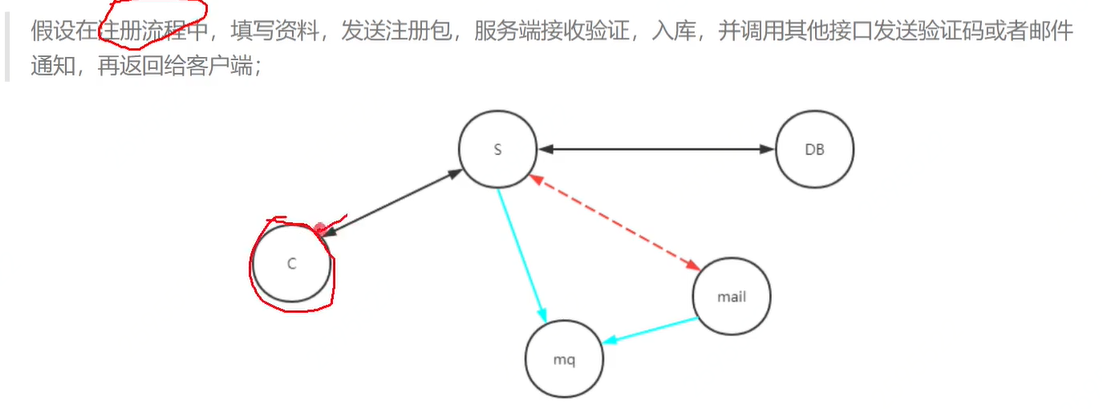 假设在注册流程中，填写资料，发送注册包，服务端接收验证，入库，并调用其他接口发送验证码或者邮件
通知，再返回给客户端；
S
DB
C
mail
mq